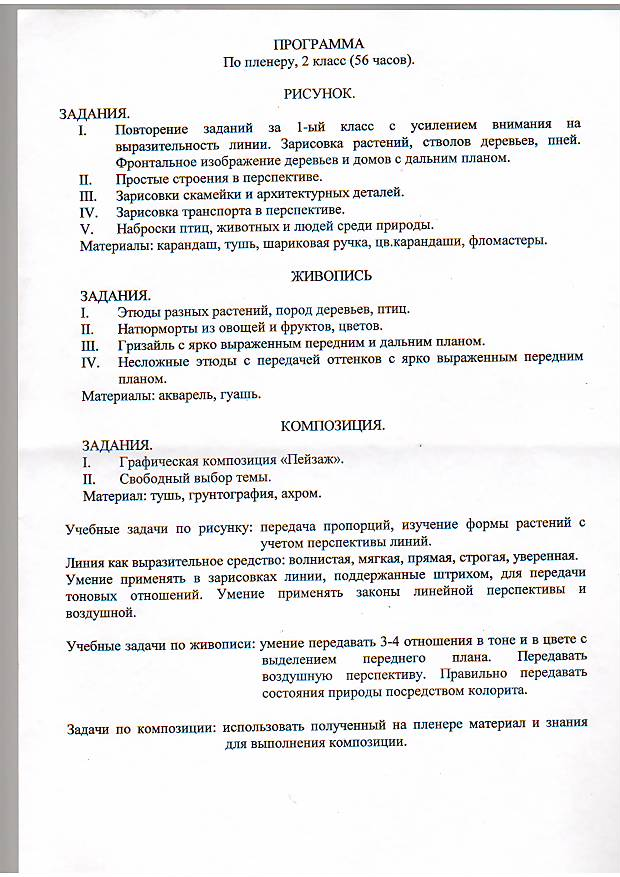 ПРОГРАММА
По пленеру, 2 класс (56 часов).
РИСУНОК.
ЗАДАНИЯ.
I. Повторение заданий за 1-ый класс с усилением внимания на
выразительность линии. Зарисовка растений, стволов деревьев, пней.
Фронтальное изображение деревьев и домов с дальним планом.
II. Простые строения в перспективе.
III. Зарисовки скамейки и архитектурных деталей.
IV. Зарисовка транспорта в перспективе.
V. Наброски птиц, животных и людей среди природы.
Материалы: карандаш, тушь, шариковая ручка, цв.карандаши, фломастеры.
ЖИВОПИСЬ
ЗАДАНИЯ.
I. Этюды разных растений, пород деревьев, птиц.
II. Натюрморты из овощей и фруктов, цветов.
III. Гризайль с ярко выраженным передним и дальним планом.
IV. Несложные этюды с передачей оттенков с ярко выраженным передним
планом.
Материалы: акварель, гуашь.
КОМПОЗИЦИЯ.
ЗАДАНИЯ.
I. Графическая композиция «Пейзаж».
II. Свободный выбор темы.
Материал: тушь, грунтография, ахром.
Учебные задачи по рисунку: передача пропорций, изучение формы растений с
учетом перспективы линий.
Линия как выразительное средство: волнистая, мягкая, прямая, строгая, уверенная.
Умение применять в зарисовках линии, поддержанные штрихом, для передачи
тоновых отношений. Умение применять законы линейной перспективы и
воздушной.
Учебные задачи по живописи: умение передавать 3-4 отношения в тоне и в цвете с
выделением переднего плана. Передавать
воздушную перспективу. Правильно передавать
состояния природы посредством колорита.
Задачи по композиции: использовать полученный на пленере материал и знания
для выполнения композиции.